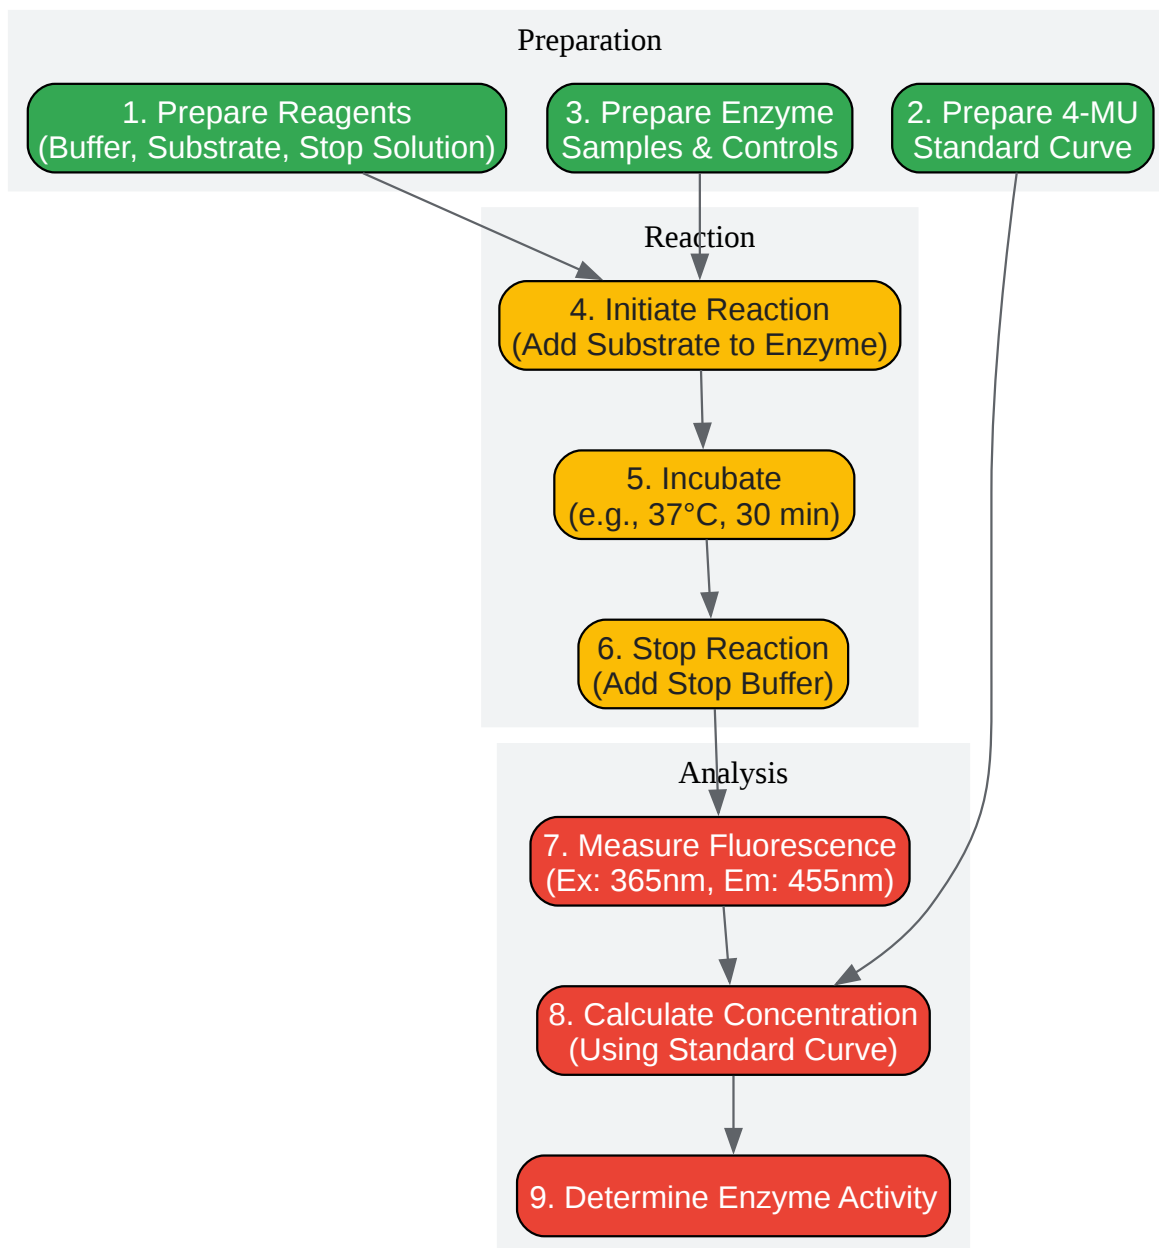 Preparation
1. Prepare Reagents
(Buffer, Substrate, Stop Solution)
3. Prepare Enzyme
Samples & Controls
2. Prepare 4-MU
Standard Curve
Reaction
4. Initiate Reaction
(Add Substrate to Enzyme)
5. Incubate
(e.g., 37°C, 30 min)
6. Stop Reaction
(Add Stop Buffer)
Analysis
7. Measure Fluorescence
(Ex: 365nm, Em: 455nm)
8. Calculate Concentration
(Using Standard Curve)
9. Determine Enzyme Activity